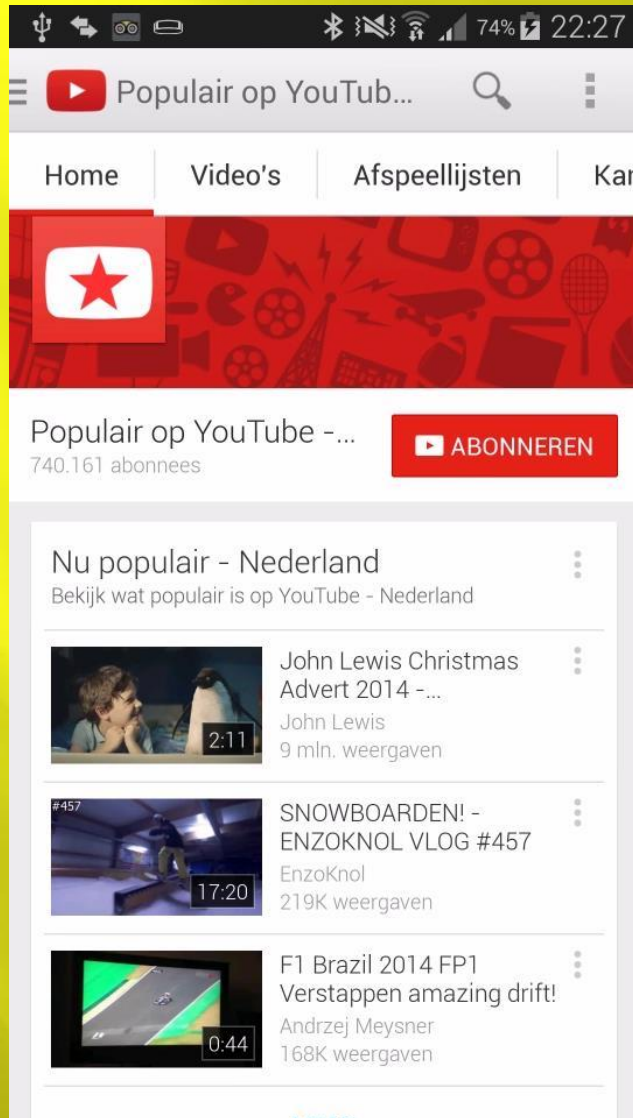 74% 22:27
Populair op YouTub...
Home Video's Afspeellijsten Kan
Populair op YouTube -...
740.161 abonnees
ABONNEREN
Nu populair - Nederland
Bekijk wat populair is op YouTube - Nederland
John Lewis Christmas
Advert 2014 -...
John Lewis
9 mln. weergaven
2:11
#457
SNOWBOARDEN! -
ENZOKNOL VLOG #457
EnzoKnol
219K weergaven
17:20
F1 Brazil 2014 FP1
Verstappen amazing drift!
Andrzej Meysner
168K weergaven
0:44